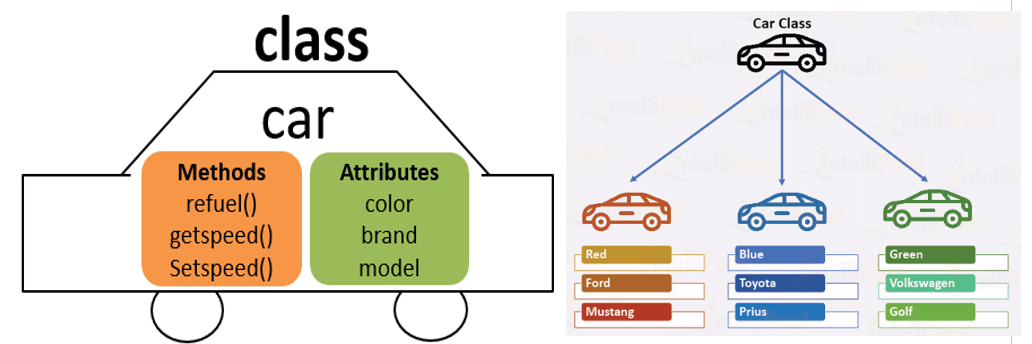 class
car
Methods
refuel()
getspeed()
Setspeed()
Attributes
color
brand
model
Car Class
Red
Ford
Mustang
Blue
Toyota
Prius
Green
Volkswagen
Golf